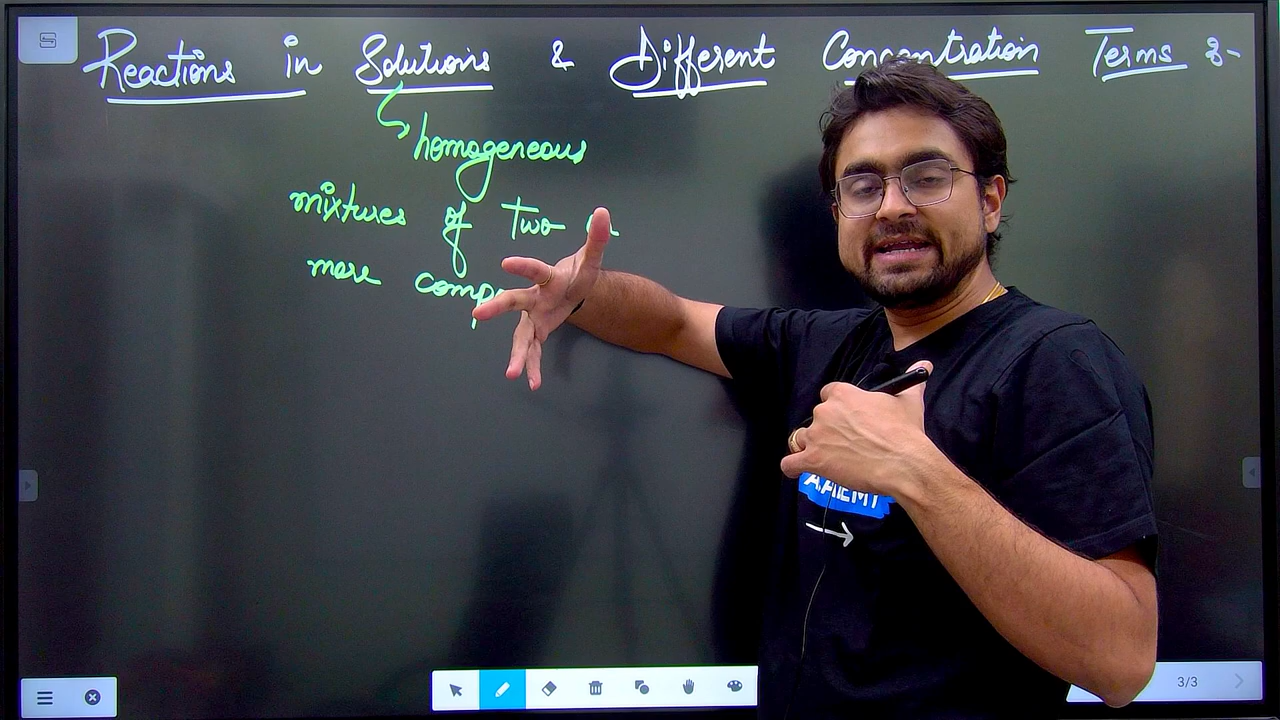 Reactions in Solutions & Different Concentration Terms :-
homogeneous
mixtures of two
more
3/3